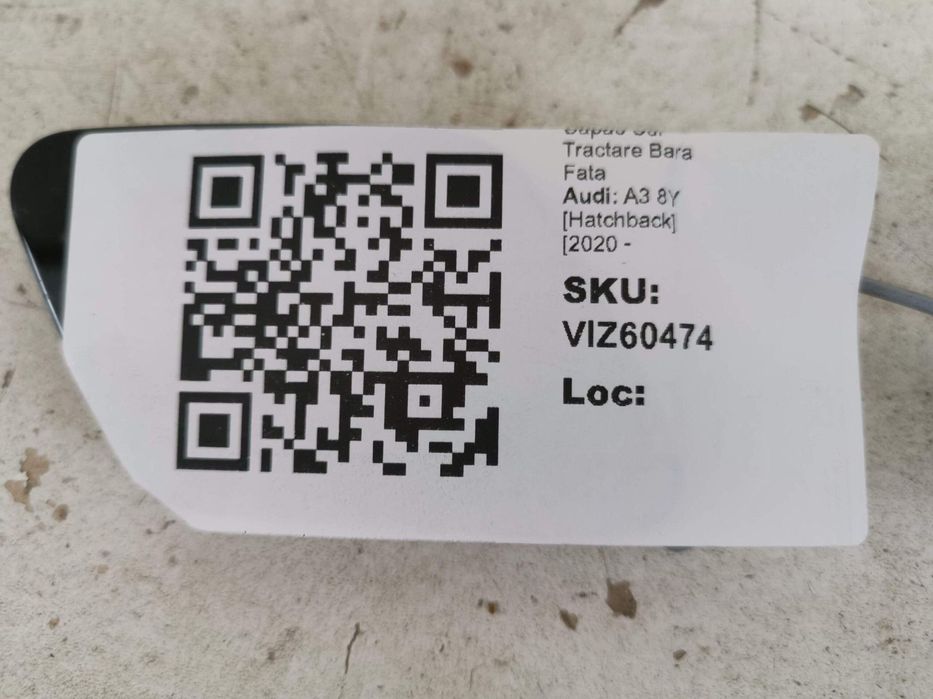 Tractare Bara
Fata
Audi: A3 8Y
[Hatchback]
[2020 -
SKU:
VIZ60474
Loc: